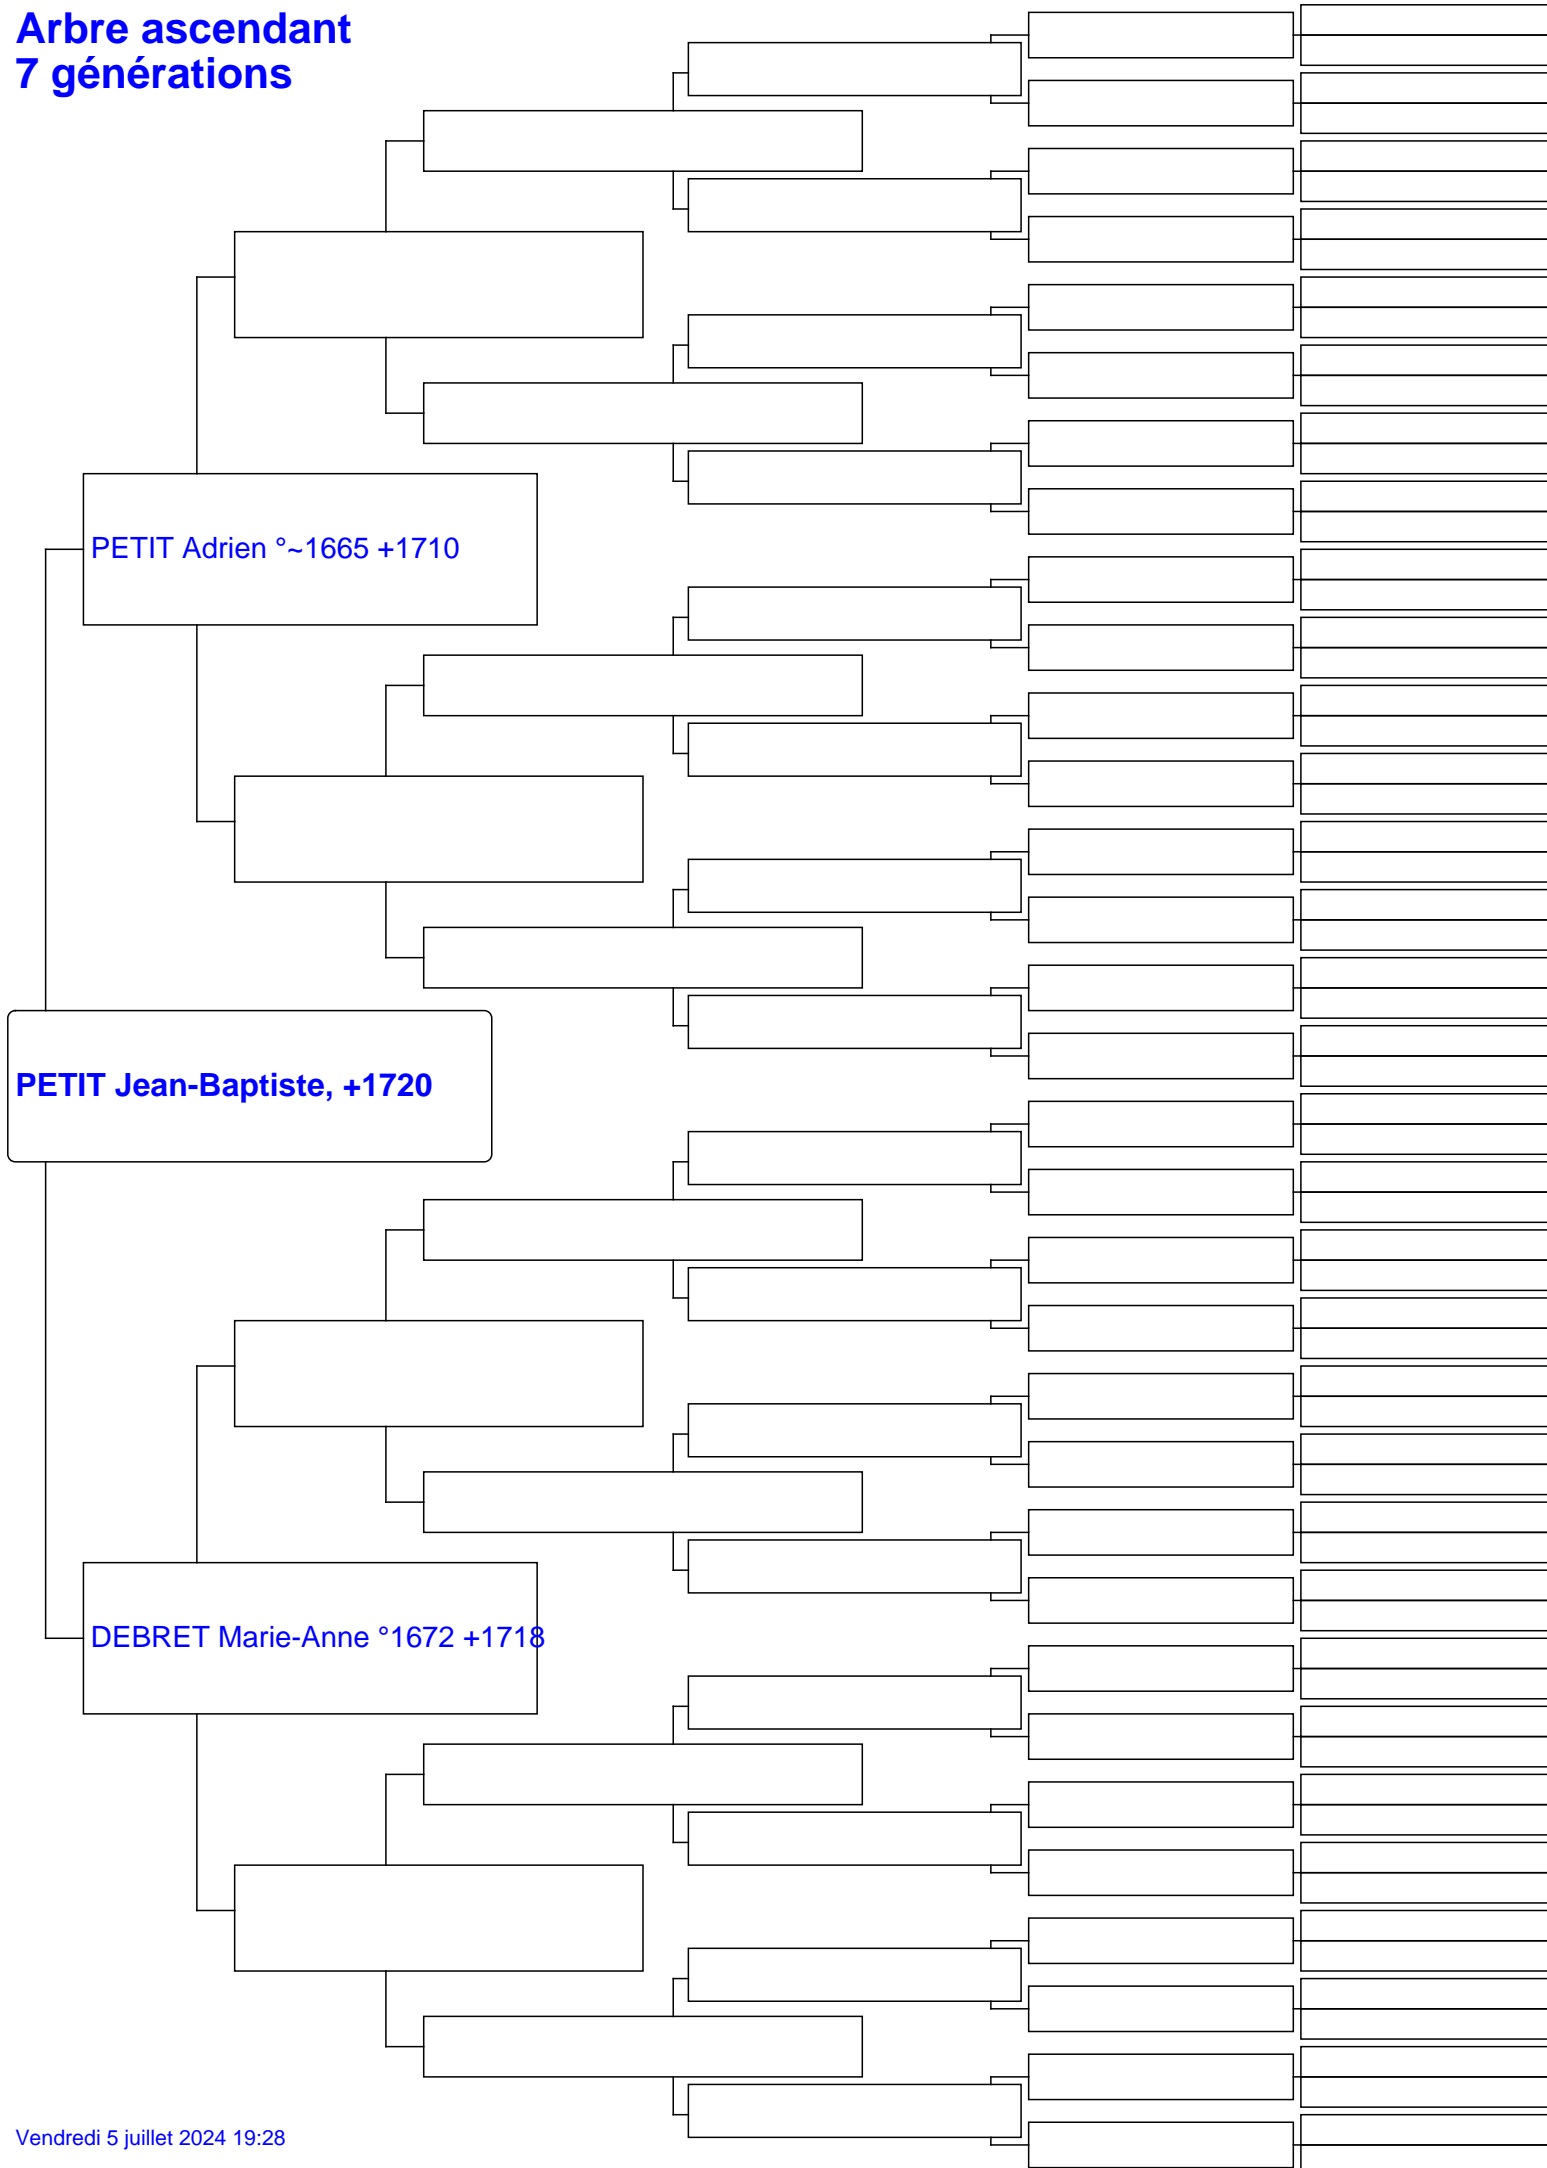 Arbre ascendant
7 générations
PETIT Adrien °~1665 +1710
PETIT Jean-Baptiste, +1720
DEBRET Marie-Anne °1672 +1718
Vendredi 5 juillet 2024 19:28